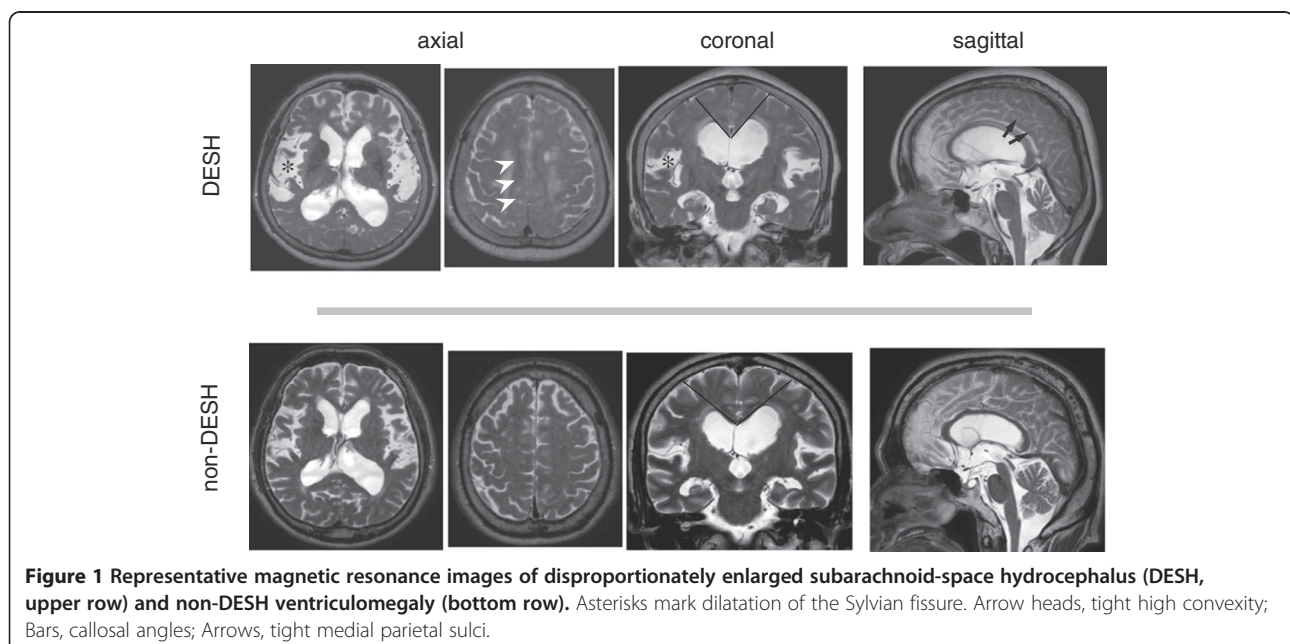 axial coronal sagittal
DESH
*
*
non-DESH
Figure 1 Representative magnetic resonance images of disproportionately enlarged subarachnoid-space hydrocephalus (DESH,
upper row) and non-DESH ventriculomegaly (bottom row). Asterisks mark dilatation of the Sylvian fissure. Arrow heads, tight high convexity;
Bars, callosal angles; Arrows, tight medial parietal sulci.